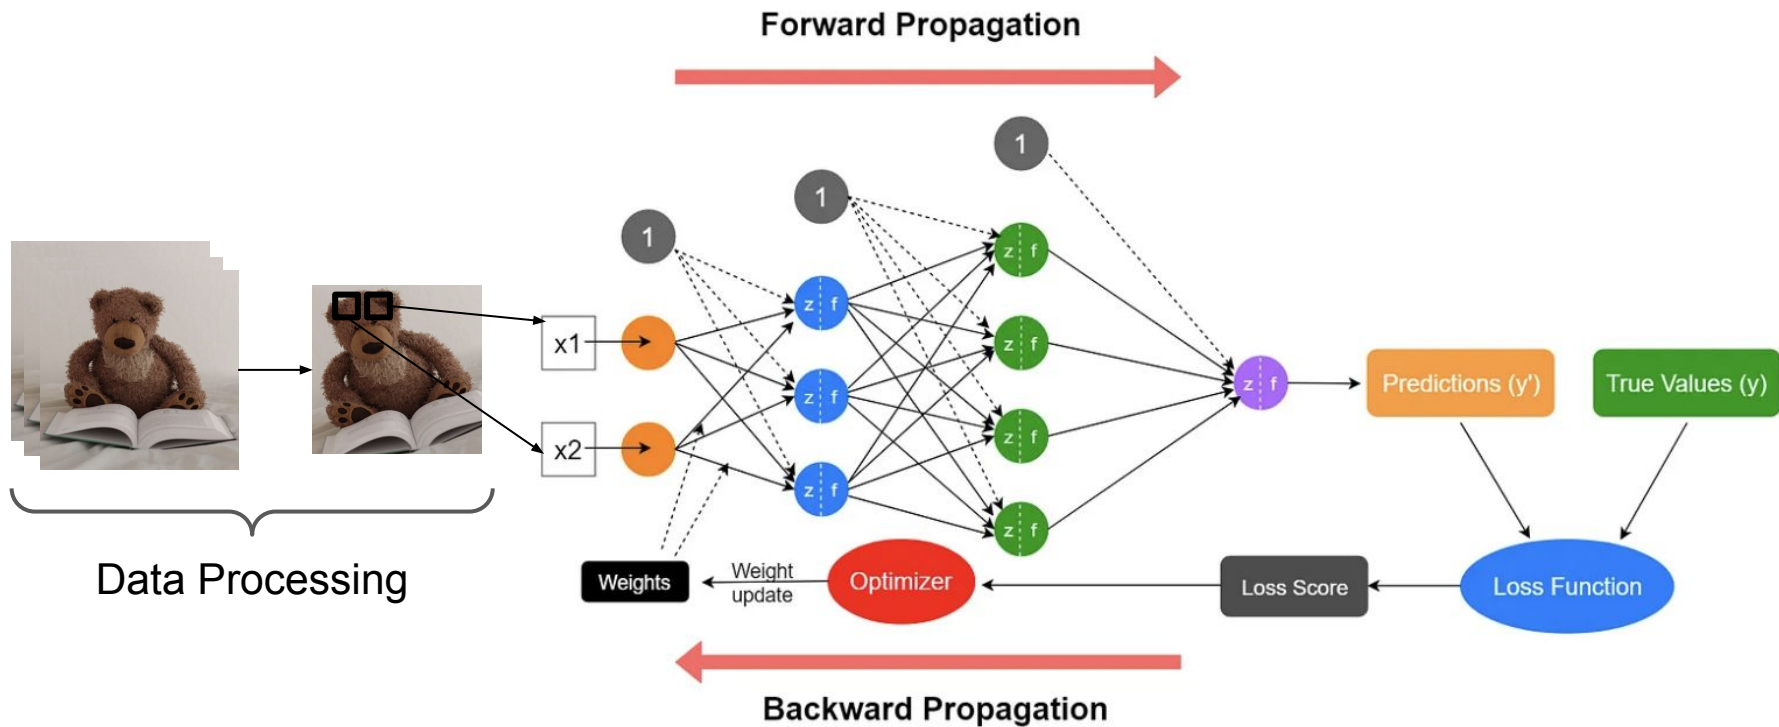 Forward Propagation
1
1
1
z f
z f
z f
x1
z f
z f
z f
Predictions (y')
True Values (y)
x2
z f
z f
z f
Data Processing
Weights
Weight
update
Optimizer
Loss Score
Loss Function
Backward Propagation